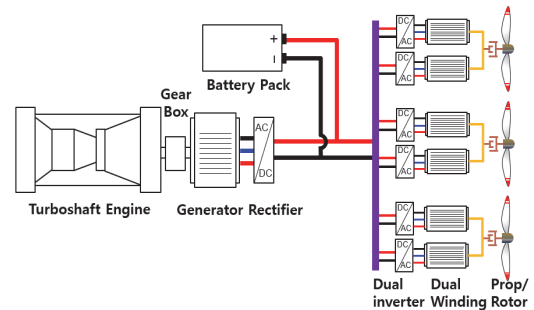 +
I
Battery Pack
Gear
Box
AC
DC
Turboshaft Engine
Generator Rectifier
DC
AC
DC
AC
DC
AC
DC
AC
DC
AC
DC
AC
Dual
inverter
Dual
Winding
Prop/
Rotor